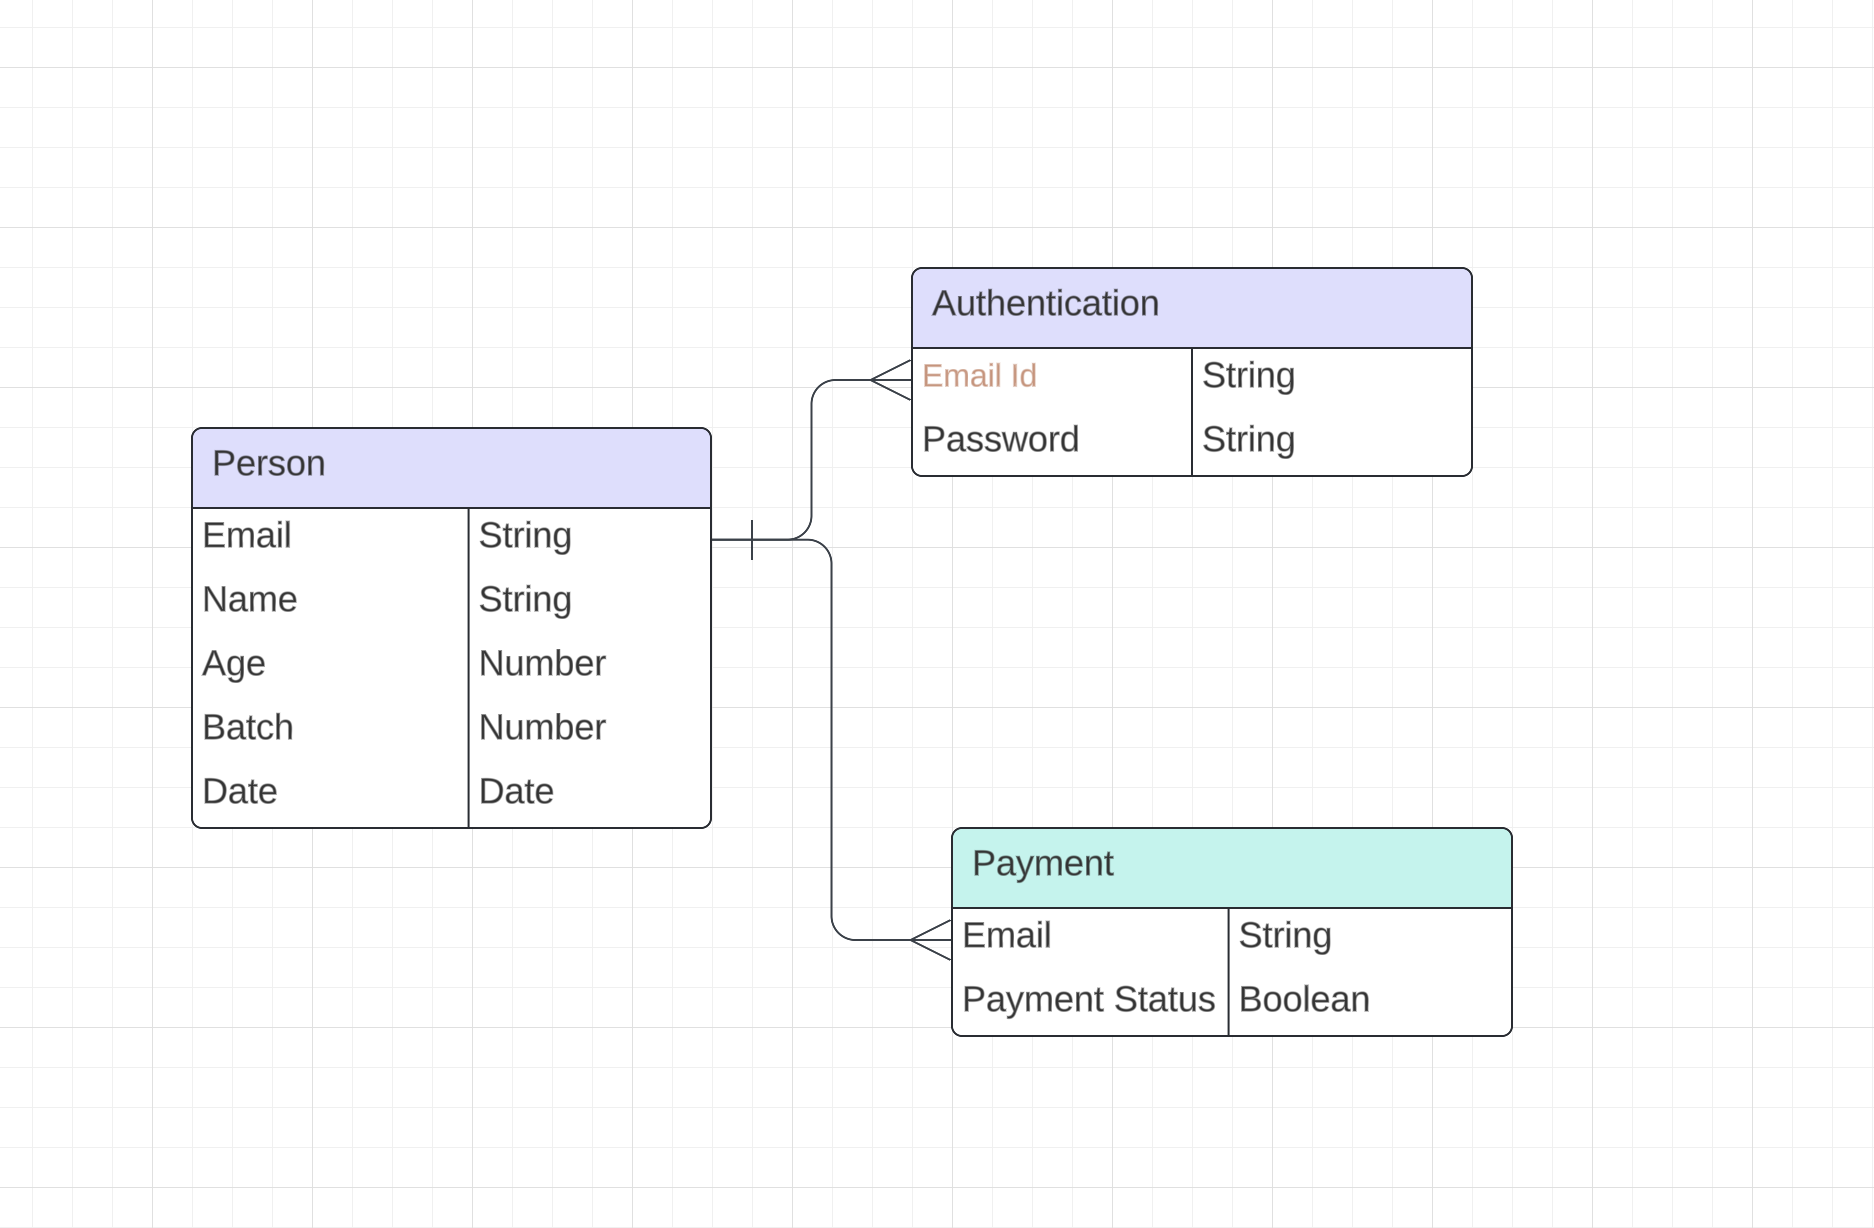 Authentication
Email Id String
Password String
Person
Email String
Name String
Age Number
Batch Number
Date Date
Payment
Email String
Payment Status Boolean